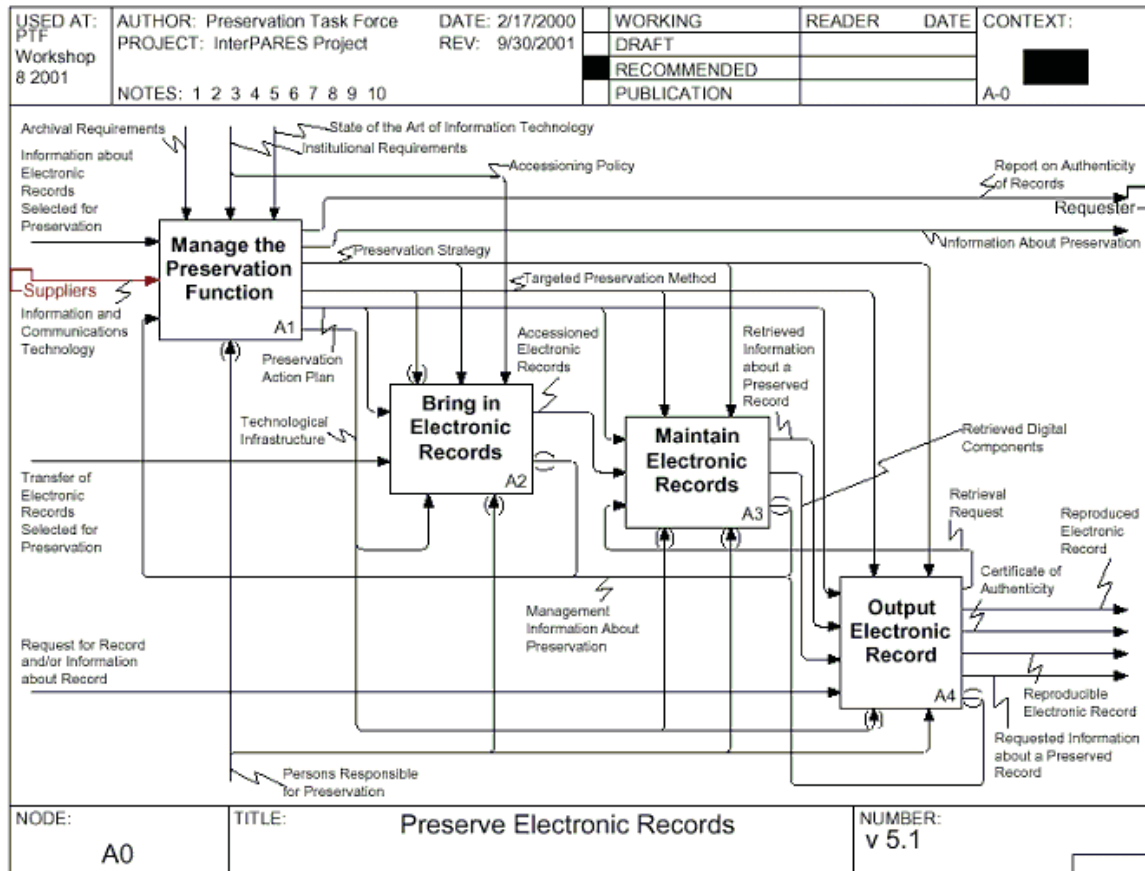 USED AT:
PTF
Workshop
8 2001
AUTHOR: Preservation Task Force
DATE: 2/17/2000
PROJECT: InterPARES Project
REV: 9/30/2001
NOTES: 1 2 3 4 5 6 7 8 9 10
WORKING
DRAFT
RECOMMENDED
PUBLICATION
READER DATE
CONTEXT:
A-0
Archival Requirements
State of the Art of Information Technology
Institutional Requirements
Information about
Electronic
Records
Selected for
Preservation
Accessioning Policy
Report on Authenticity
of Records
Requester
Manage the
Preservation
Function
A1
Information About Preservation
Preservation Strategy
Targeted Preservation Method
Suppliers
Information and
Communications
Technology
Preservation
Action Plan
Accessioned
Electronic
Records
Retrieved
Information
about a
Preserved
Record
Bring in
Electronic
Records
A2
Technological
Infrastructure
Maintain
Electronic
Records
A3
Retrieved Digital
Components
Transfer of
Electronic
Records
Selected for
Preservation
Retrieval
Request
Reproduced
Electronic
Record
Certificate of
Authenticity
Management
Information About
Preservation
Output
Electronic
Record
A4
Request for Record
and/or Information
about Record
Reproducible
Electronic Record
Requested Information
about a Preserved
Record
Persons Responsible
for Preservation
NODE:
A0
TITLE:
Preserve Electronic Records
NUMBER:
v 5.1